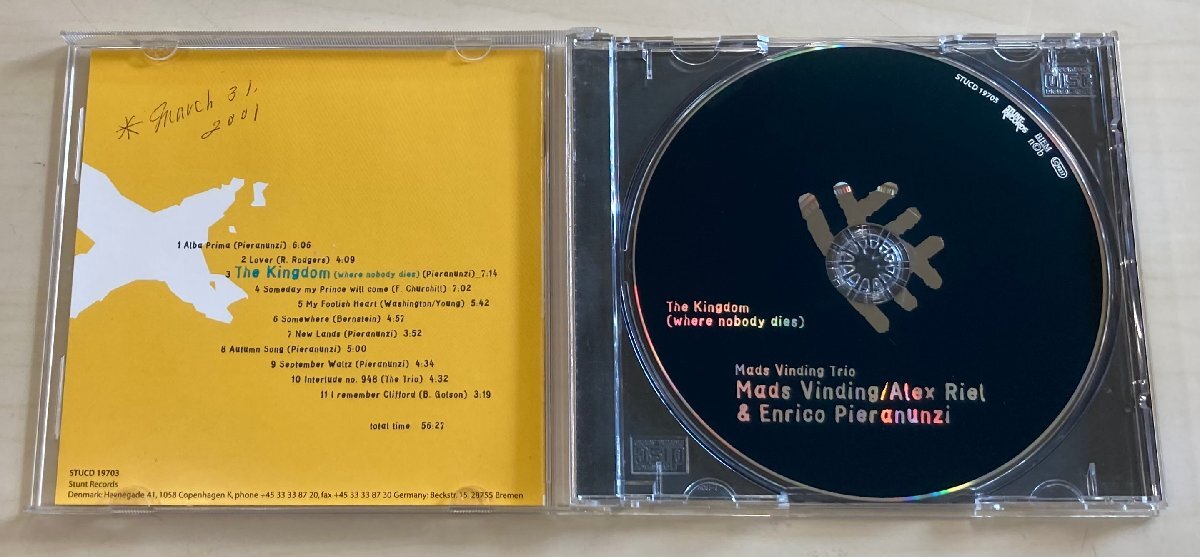 * March 31,
2001
1 Alba Prima (Pieranunzi) 6:06
2 Lover (R. Rodgers) 4:09
3 The Kingdom (where nobody dies) (Pieranunzi) 7:14
4 Someday my Prince will come (F. Churchill) 7:02
5 My Foolish Heart (Washington/Young) 5:42
6 Somewhere (Bernstein) 4:57
7 New Lands (Pieranunzi) 3:52
8 Autumn Song (Pieranunzi) 5:00
9 September Waltz (Pieranunzi) 4:34
10 Interlude no. 948 (The Trio) 4:32
11 I remember Clifford (B. Golson) 3:19
total time 56:27
STUCD 19703
Stunt Records
Denmark: Heenegade 41, 1058 Copenhagen K, phone +45 33 33 87 20, fax +45 33 33 87 30 Germany: Beckstr. 15, 28755 Bremen
STUCD 19703
STUNT
RECORDS
BIEM
n©b
The Kingdom
(where nobody dies)
Mads Vinding Trio
Mads Vinding/Alex Riel
& Enrico Pieranunzi